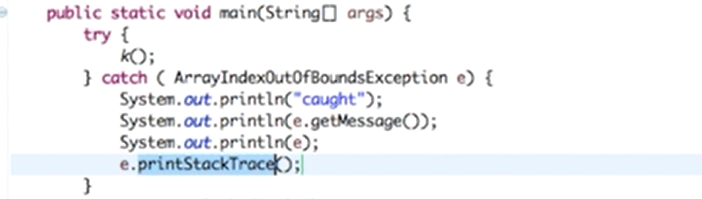 public static void main(String[] args) {
try {
k();
} catch ( ArrayIndexOutOfBoundsException e) {
System.out.println("caught");
System.out.println(e.getMessage());
System.out.println(e);
e.printStackTrace();
}